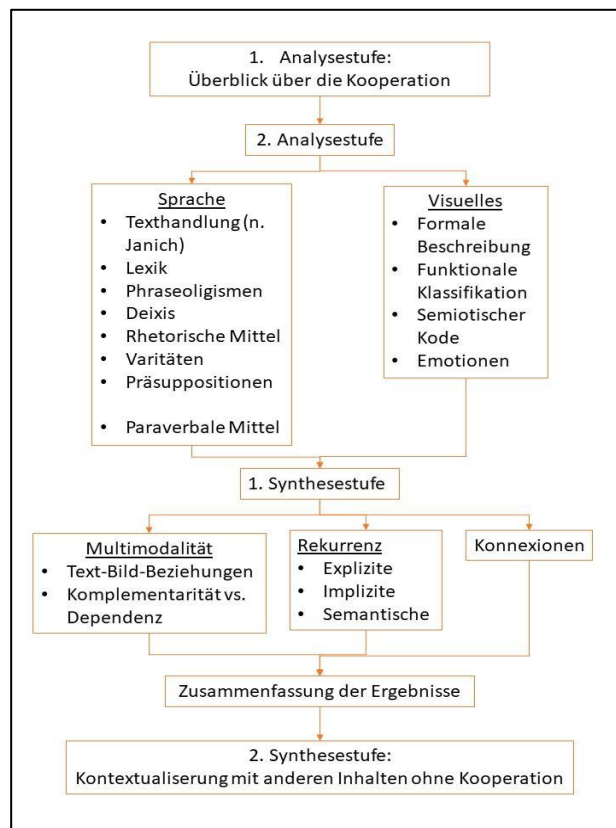 1. Analysestufe:
Überblick über die Kooperation
2. Analysestufe
Sprache
• Texthandlung (n.
Janich)
• Lexik
• Phraseoligismen
• Deixis
• Rhetorische Mittel
• Varitäten
• Präsuppositionen
• Paraverbale Mittel
Visuelles
• Formale
Beschreibung
• Funktionale
Klassifikation
• Semiotischer
Kode
• Emotionen
1. Synthesestufe
Multimodalität
• Text-Bild-Beziehungen
• Komplementarität vs.
Dependenz
Rekurrenz
• Explizite
• Implizite
• Semantische
Konnexionen
Zusammenfassung der Ergebnisse
2. Synthesestufe:
Kontextualiserung mit anderen Inhalten ohne Kooperation